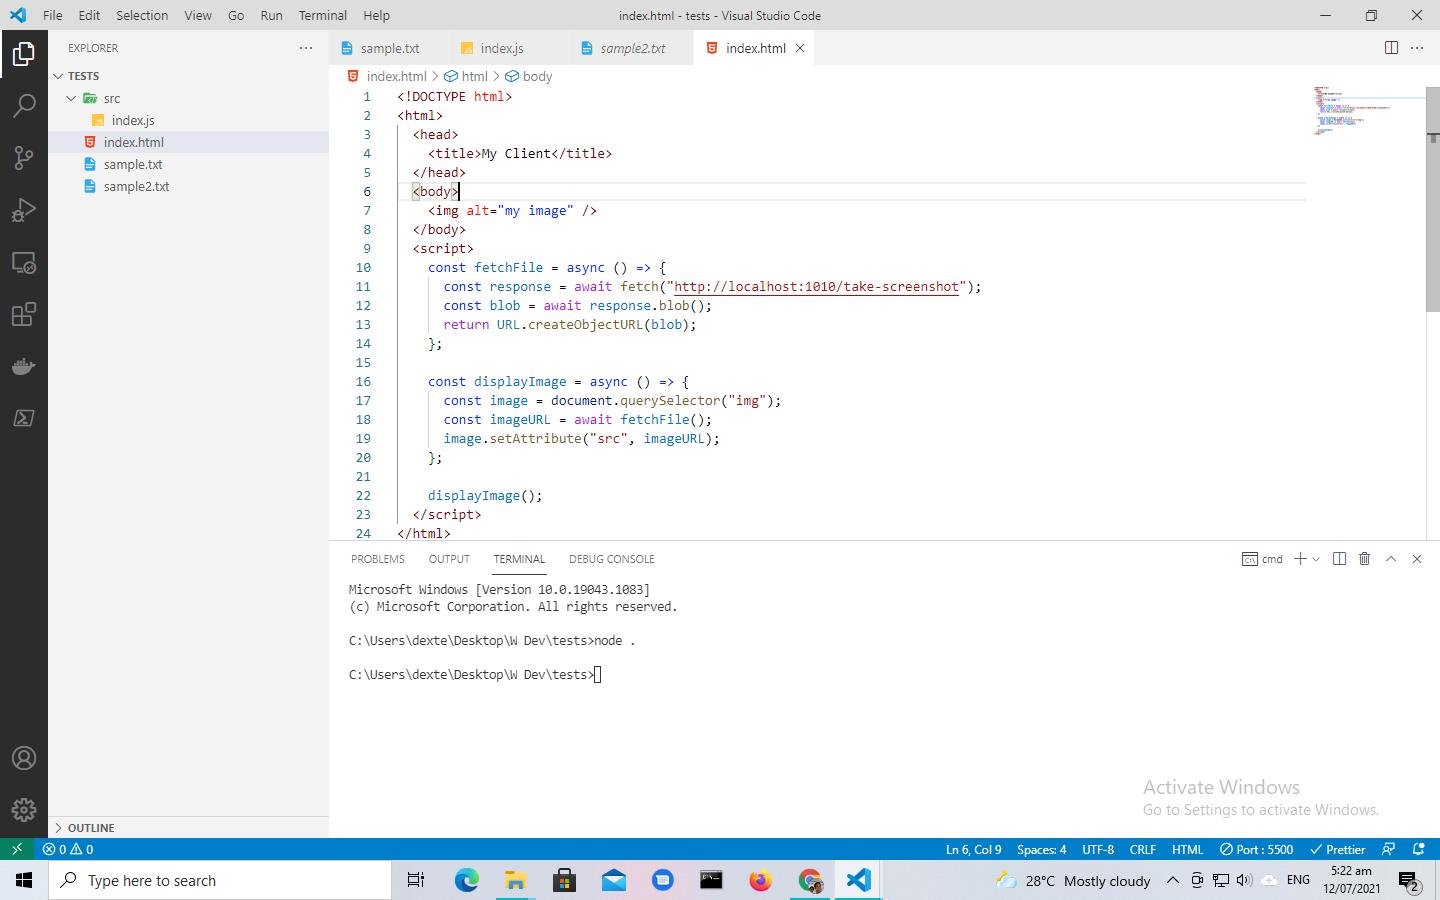 File Edit Selection View Go Run Terminal Help
index.html - tests - Visual Studio Code
EXPLORER
TESTS
src
index.js
index.html
sample.txt
sample2.txt
OUTLINE
sample.txt index.js sample2.txt index.html
index.html > html > body
1 <!DOCTYPE html>
2 <html>
3 <head>
4 <title>My Client</title>
5 </head>
6 <body>
7 <img alt="my image" />
8 </body>
9 <script>
10 const fetchFile = async () => {
11 const response = await fetch("http://localhost:1010/take-screenshot");
12 const blob = await response.blob();
13 return URL.createObjectURL(blob);
14 };
15
16 const displayImage = async () => {
17 const image = document.querySelector("img");
18 const imageURL = await fetchFile();
19 image.setAttribute("src", imageURL);
20 };
21
22 displayImage();
23 </script>
24 </html>
PROBLEMS OUTPUT TERMINAL DEBUG CONSOLE
cmd
Microsoft Windows [Version 10.0.19043.1083]
(c) Microsoft Corporation. All rights reserved.
C:\Users\dexte\Desktop\W Dev\tests>node .
C:\Users\dexte\Desktop\W Dev\tests>
Activate Windows
Go to Settings to activate Windows.
0 0
Ln 6, Col 9 Spaces: 4 UTF-8 CRLF HTML Port : 5500 Prettier
Type here to search
28°C Mostly cloudy
ENG
5:22 am
12/07/2021
2